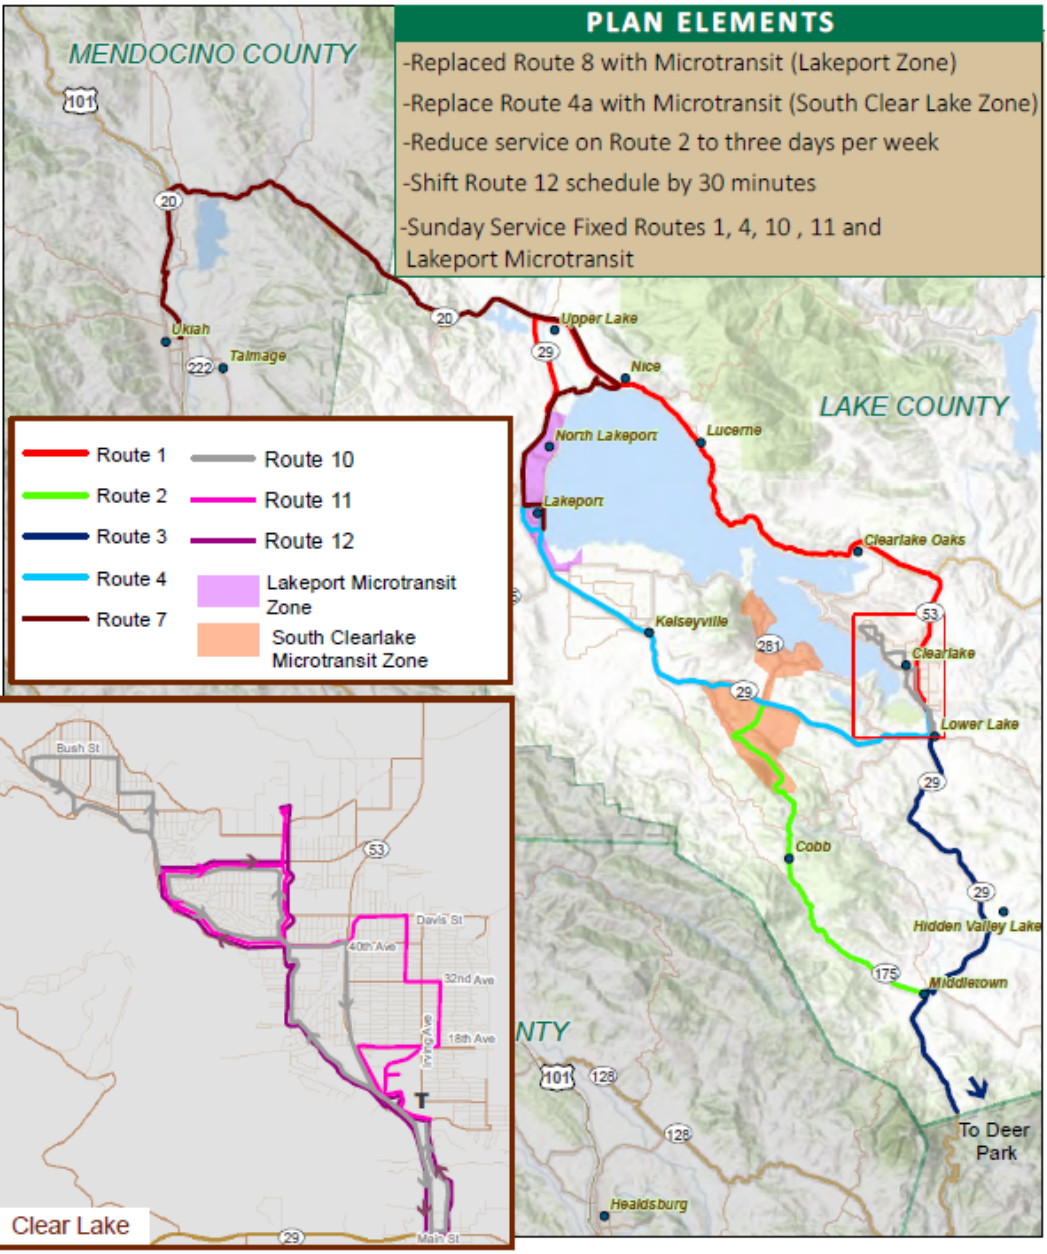 PLAN ELEMENTS
-Replaced Route 8 with Microtransit (Lakeport Zone)
-Replace Route 4a with Microtransit (South Clear Lake Zone)
-Reduce service on Route 2 to three days per week
-Shift Route 12 schedule by 30 minutes
-Sunday Service Fixed Routes 1, 4, 10 , 11 and
Lakeport Microtransit
MENDOCINO COUNTY
101
20
Ukiah
222
Talmage
20
Upper Lake
29
Nice
LAKE COUNTY
Lucerne
North Lakeport
Lakeport
Clearlake Oaks
53
Kelseyville
281
Clearlake
29
Lower Lake
29
Cobb
29
Hidden Valley Lake
175
Middletown
NTY
101
128
128
To Deer
Park
Healdsburg
Route 1
Route 2
Route 3
Route 4
Route 7
Route 10
Route 11
Route 12
Lakeport Microtransit
Zone
South Clearlake
Microtransit Zone
Bush St
53
Davis St
40th Ave
32nd Ave
Irving Ave
18th Ave
T
Clear Lake
29
Main St